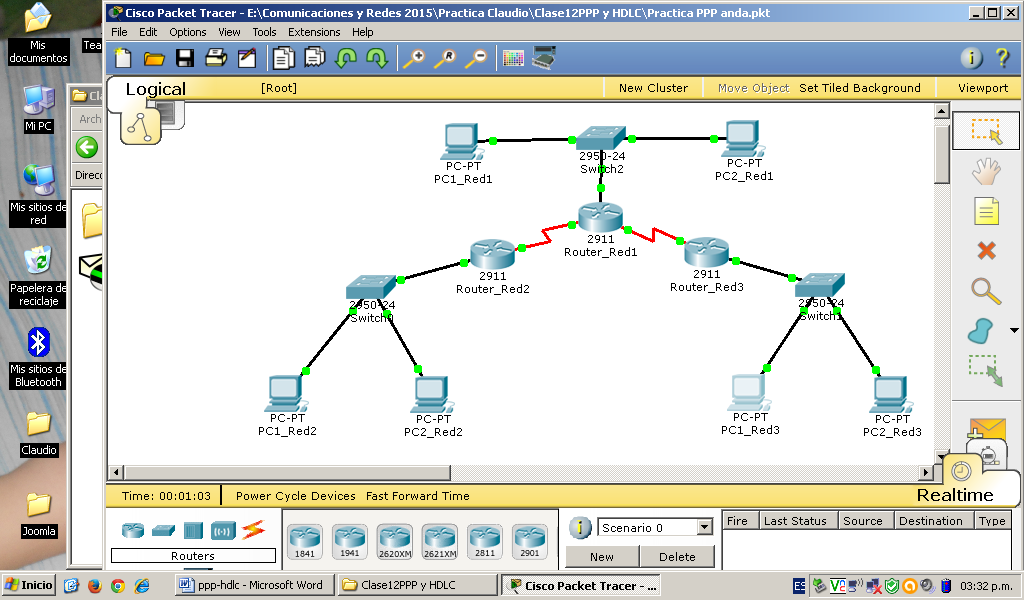 Cisco Packet Tracer - E:\Comunicaciones y Redes 2015\Practica Claudio\Clase12PPP y HDLC\Practica PPP anda.pkt
File Edit Options View Tools Extensions Help
Logical
[Root]
New Cluster
Move Object
Set Tiled Background
Viewport
Mis
documentos
Tea
Mi PC
Arch
Direcc
Mis sitios de
red
Papelera de
reciclaje
Mis sitios de
Bluetooth
Claudio
Joomla
PC-PT
PC1_Red1
2950-24
Switch2
PC-PT
PC2_Red1
2911
Router_Red1
2911
Router_Red2
2911
Router_Red3
2950-24
2950-24
PC-PT
PC1_Red2
PC-PT
PC2_Red2
PC-PT
PC1_Red3
PC-PT
PC2_Red3
Time: 00:01:03
Power Cycle Devices Fast Forward Time
Realtime
Routers
1841
1941
2620XM
2621XM
2811
2901
Scenario 0
New
Delete
Fire
Last Status
Source
Destination
Type
Inicio
ppp-hdlc - Microsoft Word
Clase12PPP y HDLC
Cisco Packet Tracer - ...
ES
03:32 p.m.